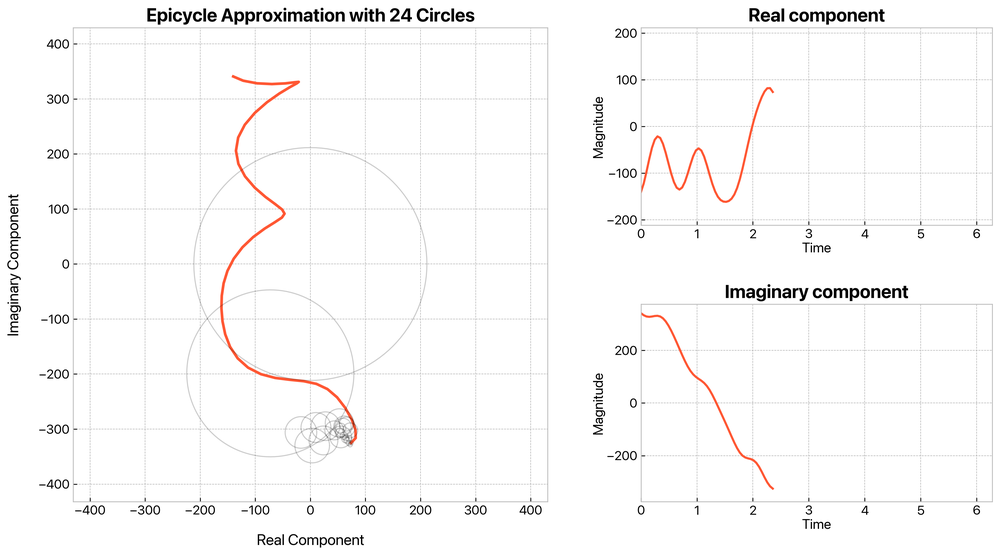 Epicycle Approximation with 24 Circles
400
300
200
100
0
−100
−200
−300
−400
−400 −300 −200 −100 0 100 200 300 400
Imaginary Component
Real Component
Real component
200
100
0
−100
−200
0 1 2 3 4 5 6
Magnitude
Time
Imaginary component
200
0
−200
0 1 2 3 4 5 6
Magnitude
Time